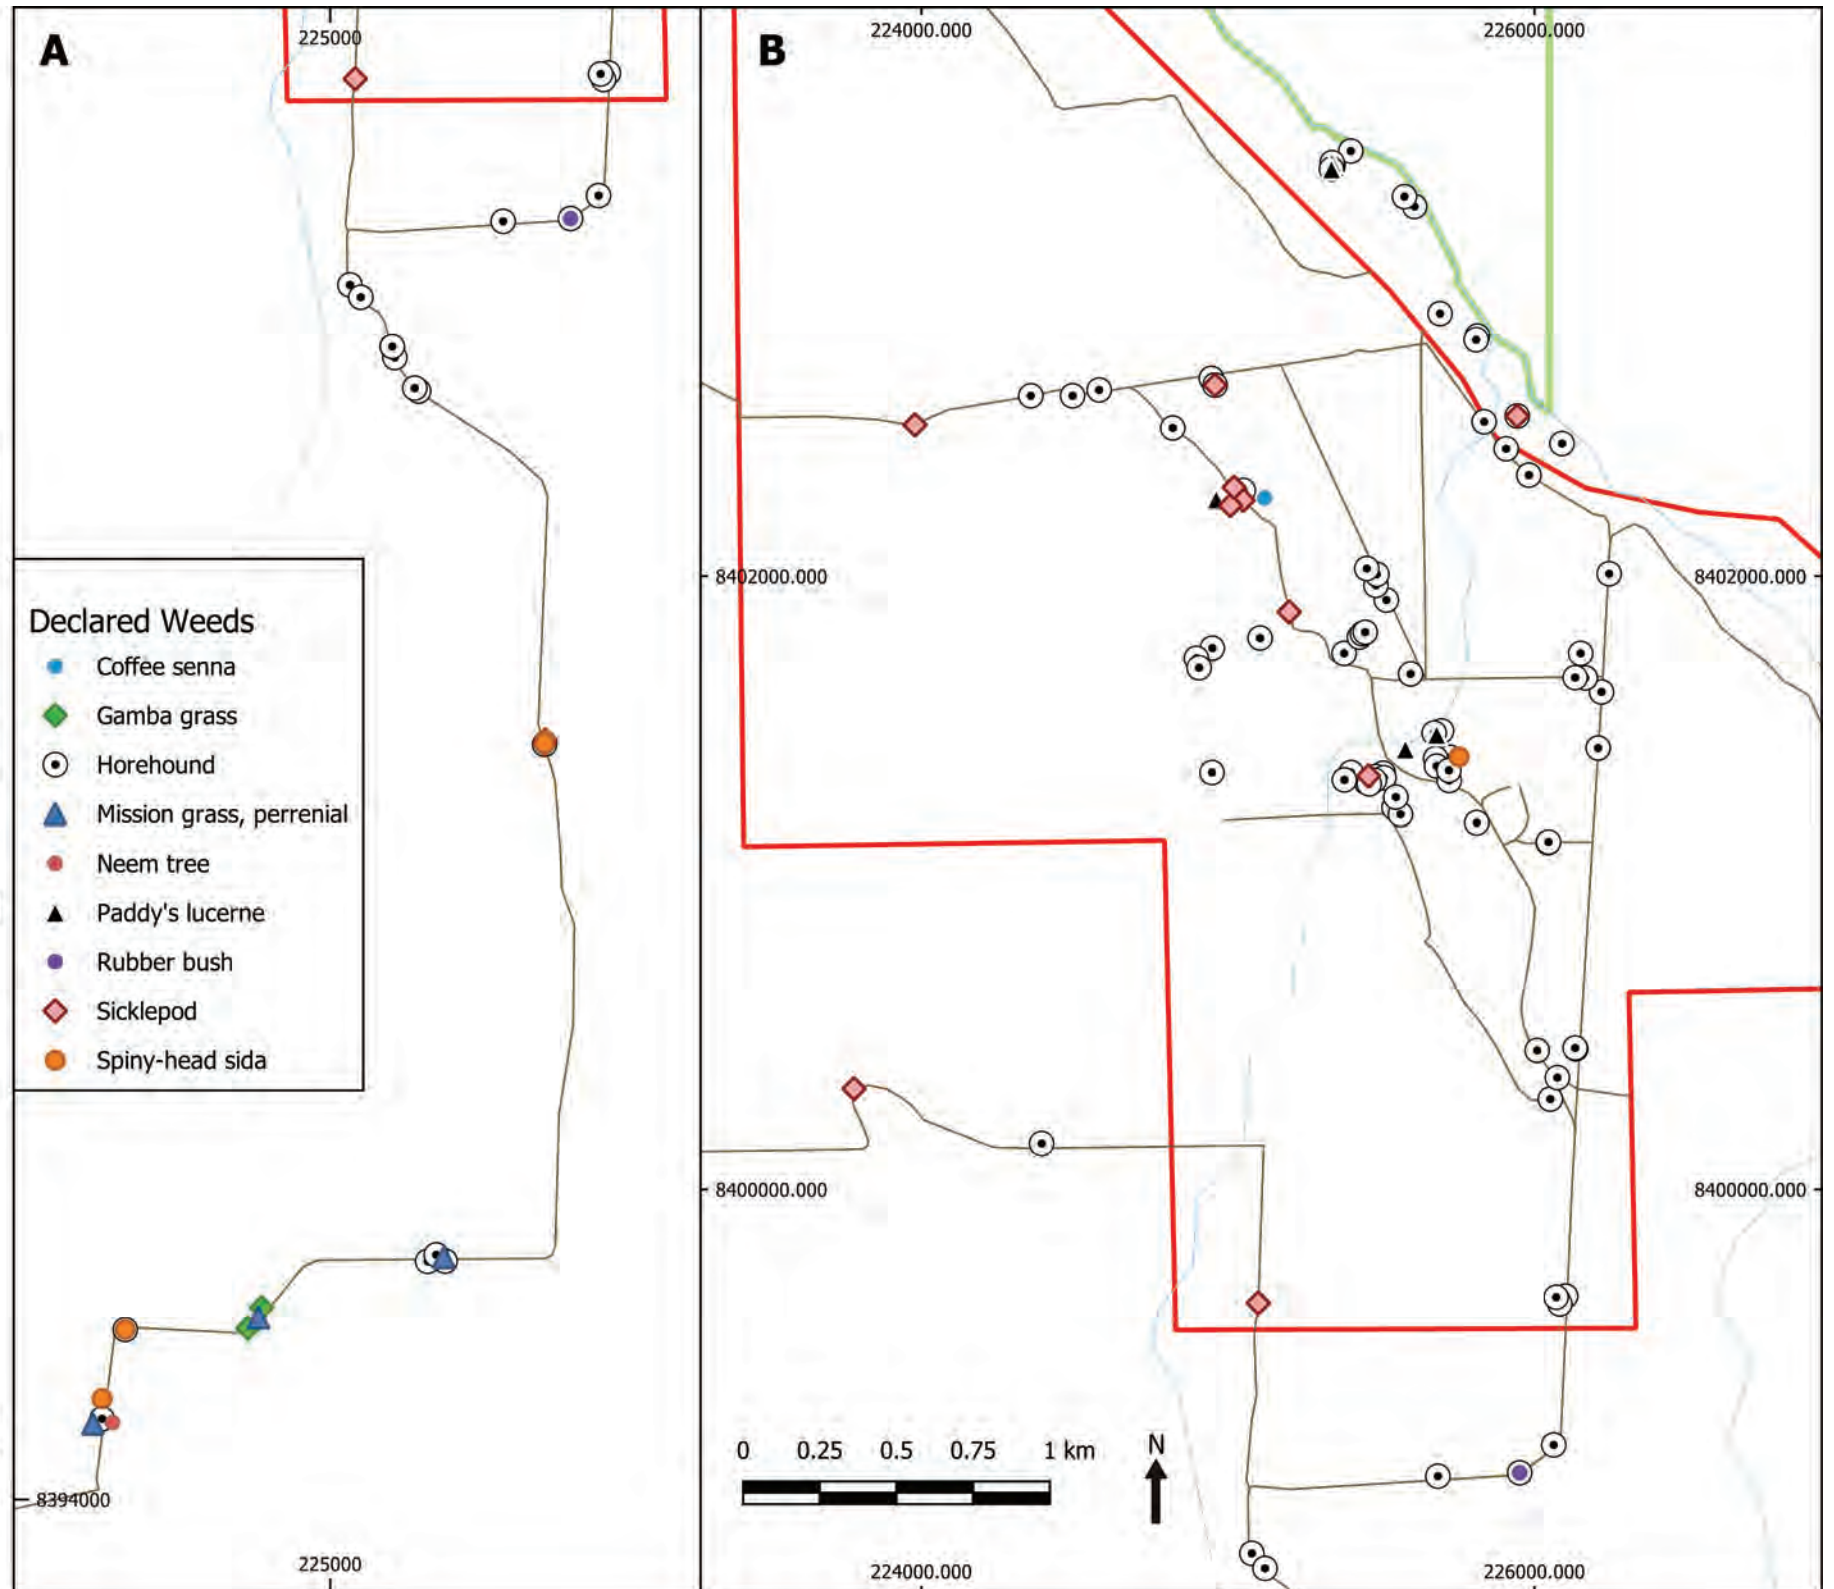 A
225000
B
224000.000
226000.000
8402000.000
8402000.000
Declared Weeds
Coffee senna
Gamba grass
Horehound
Mission grass, perrenial
Neem tree
Paddy's lucerne
Rubber bush
Sicklepod
Spiny-head sida
8400000.000
8400000.000
0 0.25 0.5 0.75 1 km
N
8394000
225000
224000.000
226000.000